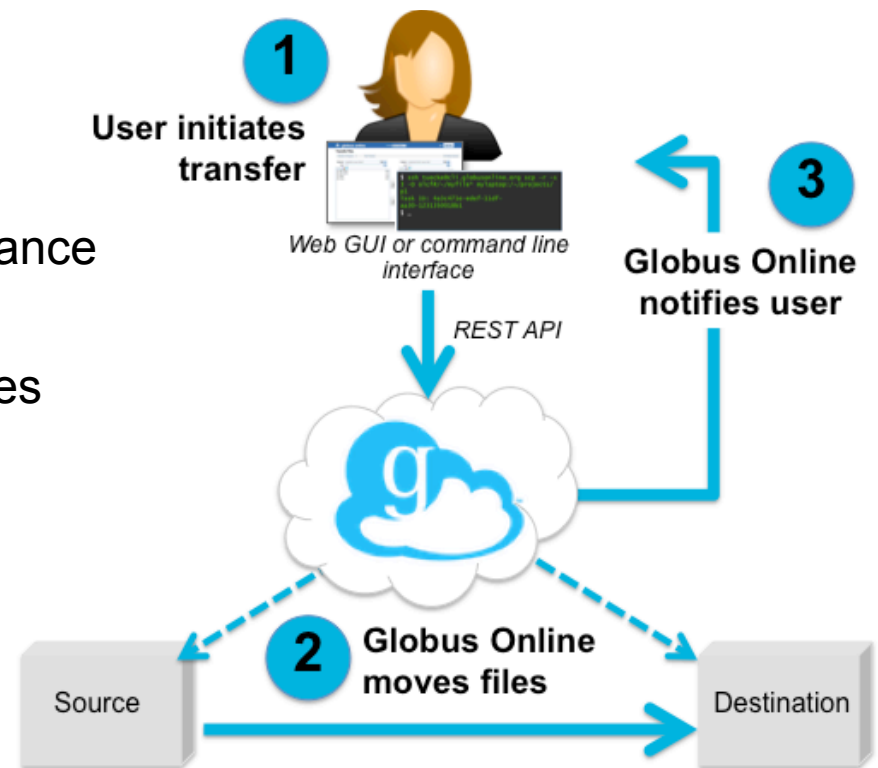 1
User initiates
transfer
Web GUI or command line
interface
REST API
3
Globus Online
notifies user
g
2
Globus Online
moves files
Source
Destination
ance
es